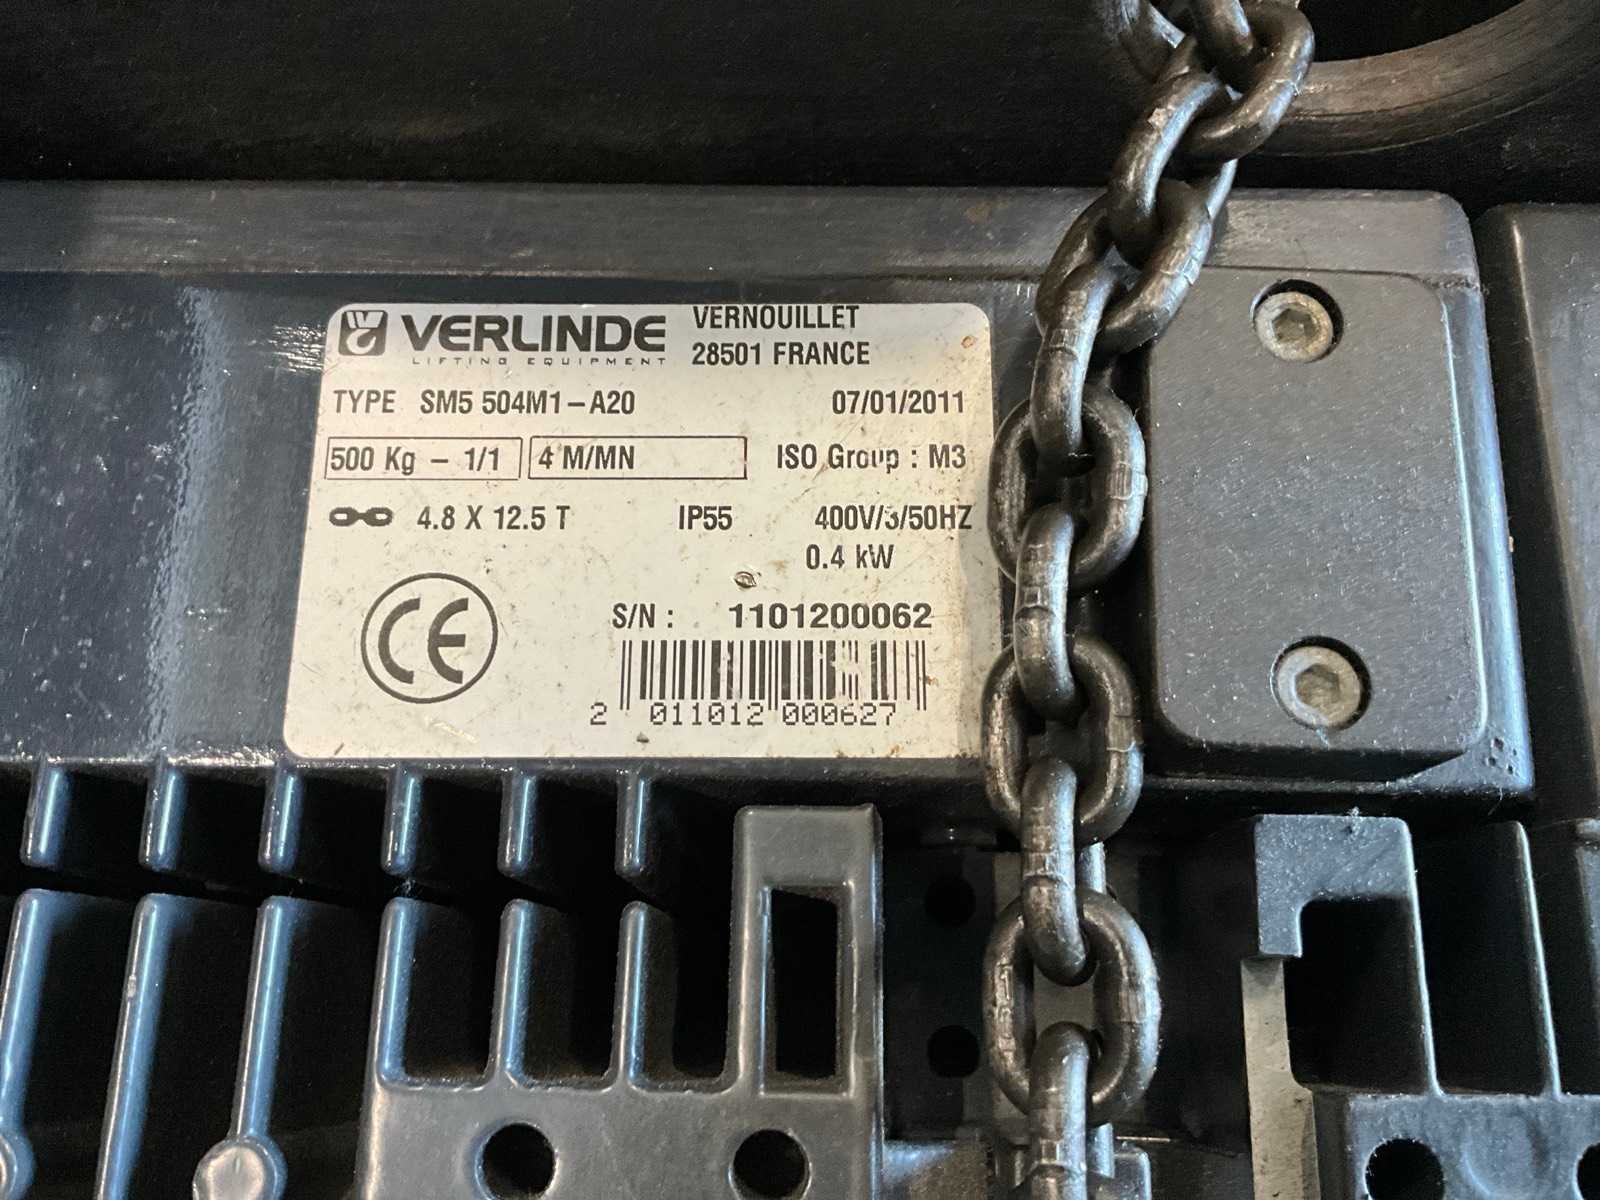 VERLINDE
LIFTING EQUIPMENT
VERNOUILLET
28501 FRANCE
TYPE SM5 504M1-A20 07/01/2011
500 Kg - 1/1 4 M/MN ISO Group : M3
4.8 X 12.5 T IP55 400V/3/50HZ
0.4 kW
CE
S/N : 1101200062
2 011012 000627